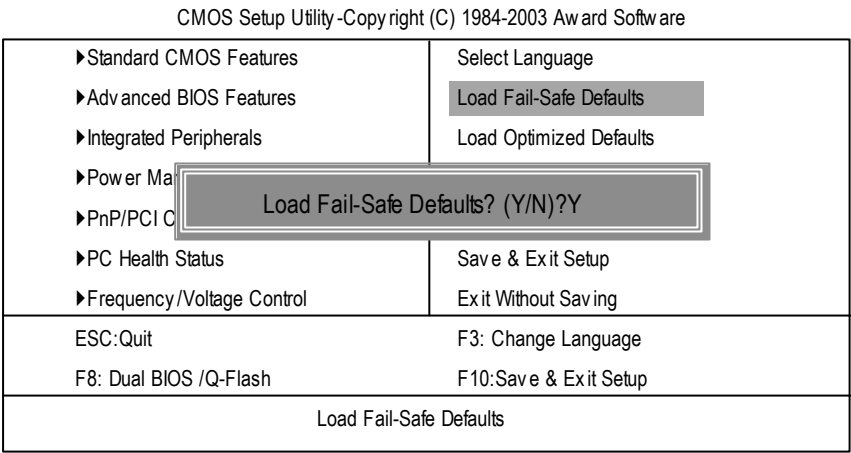 CMOS Setup Utility-Copyright (C) 1984-2003 Award Software
▶Standard CMOS Features
Select Language
▶Advanced BIOS Features
Load Fail-Safe Defaults
▶Integrated Peripherals
Load Optimized Defaults
▶Power Ma
Load Fail-Safe Defaults? (Y/N)?Y
▶PnP/PCI C
▶PC Health Status
Save & Exit Setup
▶Frequency/Voltage Control
Exit Without Saving
ESC:Quit
F3: Change Language
F8: Dual BIOS /Q-Flash
F10:Save & Exit Setup
Load Fail-Safe Defaults